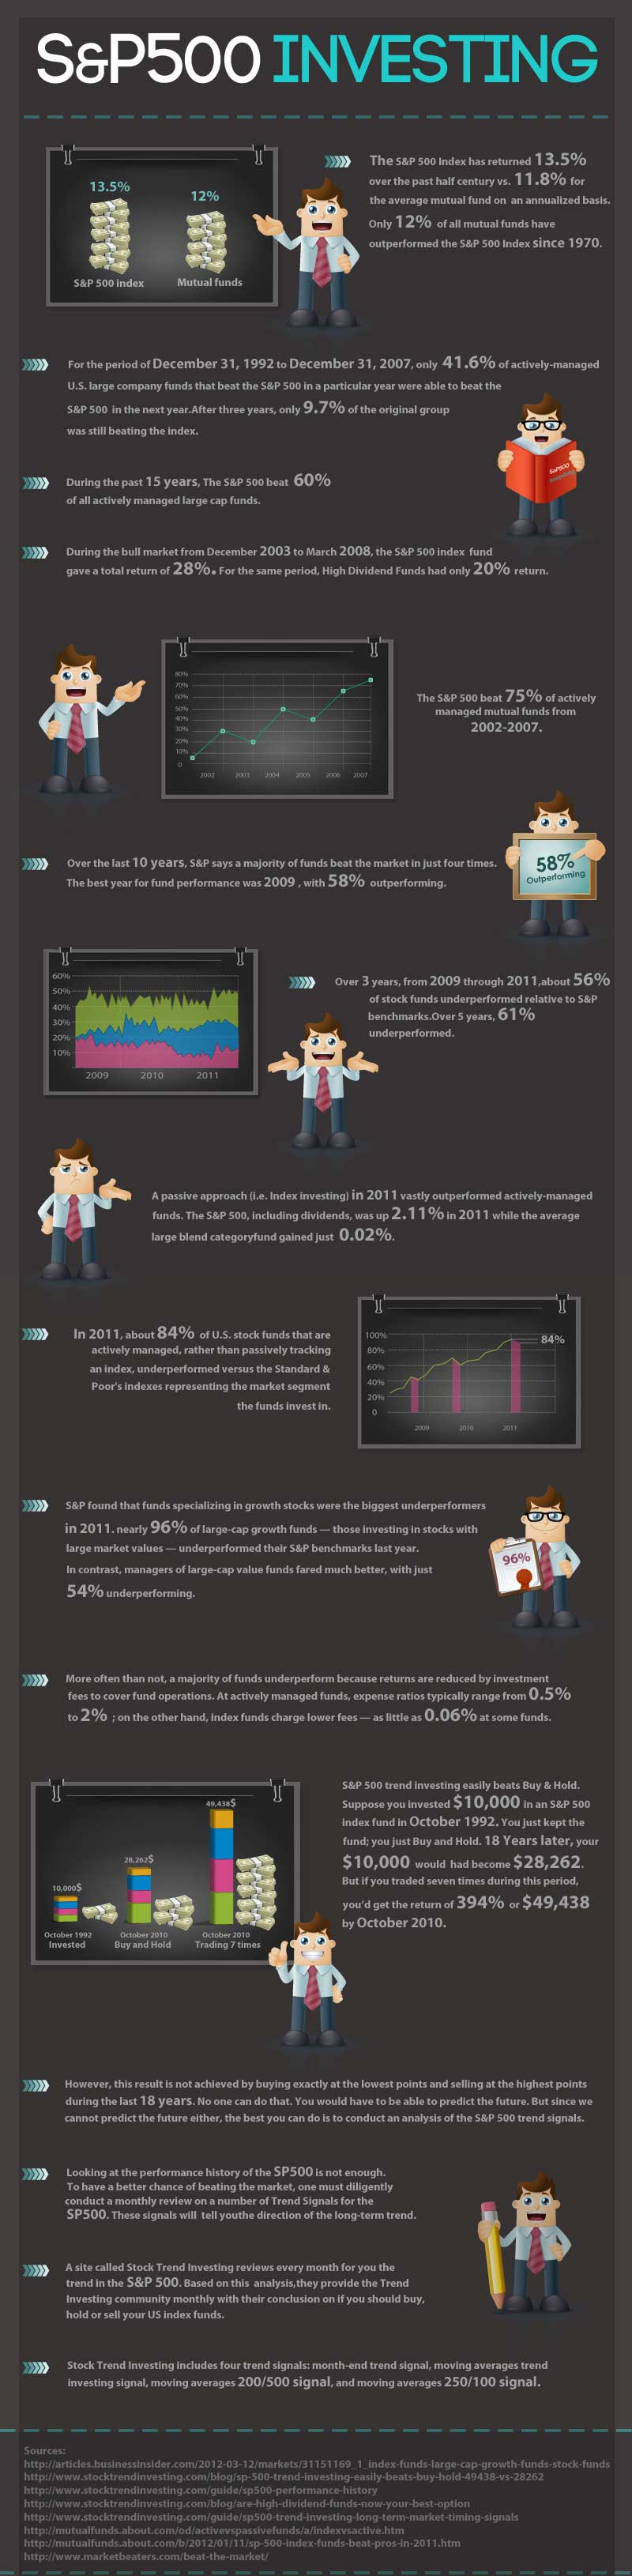 S&P500 INVESTING
13.5%
12%
S&P 500 index
Mutual funds
The S&P 500 Index has returned 13.5%
over the past half century vs. 11.8% for
the average mutual fund on an annualized basis.
Only 12% of all mutual funds have
outperformed the S&P 500 Index since 1970.
For the period of December 31, 1992 to December 31, 2007, only 41.6% of actively-managed
U.S. large company funds that beat the S&P 500 in a particular year were able to beat the
S&P 500 in the next year.After three years, only 9.7% of the original group
was still beating the index.
S&P500
Investing
During the past 15 years, The S&P 500 beat 60%
of all actively managed large cap funds.
During the bull market from December 2003 to March 2008, the S&P 500 index fund
gave a total return of 28%. For the same period, High Dividend Funds had only 20% return.
80%
70%
60%
50%
40%
30%
20%
10%
0
2002 2003 2004 2005 2006 2007
The S&P 500 beat 75% of actively
managed mutual funds from
2002-2007.
Over the last 10 years, S&P says a majority of funds beat the market in just four times.
The best year for fund performance was 2009 , with 58% outperforming.
58%
Outperforming
60%
50%
40%
30%
20%
10%
2009 2010 2011
Over 3 years, from 2009 through 2011,about 56%
of stock funds underperformed relative to S&P
benchmarks.Over 5 years, 61%
underperformed.
A passive approach (i.e. Index investing) in 2011 vastly outperformed actively-managed
funds. The S&P 500, including dividends, was up 2.11% in 2011 while the average
large blend categoryfund gained just 0.02%.
In 2011, about 84% of U.S. stock funds that are
actively managed, rather than passively tracking
an index, underperformed versus the Standard &
Poor's indexes representing the market segment
the funds invest in.
100%
80%
60%
40%
20%
0
84%
2009 2010 2011
S&P found that funds specializing in growth stocks were the biggest underperformers
in 2011. nearly 96% of large-cap growth funds — those investing in stocks with
large market values — underperformed their S&P benchmarks last year.
In contrast, managers of large-cap value funds fared much better, with just
54% underperforming.
96%
More often than not, a majority of funds underperform because returns are reduced by investment
fees to cover fund operations. At actively managed funds, expense ratios typically range from 0.5%
to 2% ; on the other hand, index funds charge lower fees — as little as 0.06% at some funds.
49,438$
28,262$
10,000$
October 1992
Invested
October 2010
Buy and Hold
October 2010
Trading 7 times
S&P 500 trend investing easily beats Buy & Hold.
Suppose you invested $10,000 in an S&P 500
index fund in October 1992. You just kept the
fund; you just Buy and Hold. 18 Years later, your
$10,000 would had become $28,262.
But if you traded seven times during this period,
you'd get the return of 394% or $49,438
by October 2010.
However, this result is not achieved by buying exactly at the lowest points and selling at the highest points
during the last 18 years. No one can do that. You would have to be able to predict the future. But since we
cannot predict the future either, the best you can do is to conduct an analysis of the S&P 500 trend signals.
Looking at the performance history of the SP500 is not enough.
To have a better chance of beating the market, one must diligently
conduct a monthly review on a number of Trend Signals for the
SP500. These signals will tell youthe direction of the long-term trend.
A site called Stock Trend Investing reviews every month for you the
trend in the S&P 500. Based on this analysis,they provide the Trend
Investing community monthly with their conclusion on if you should buy,
hold or sell your US index funds.
Stock Trend Investing includes four trend signals: month-end trend signal, moving averages trend
investing signal, moving averages 200/500 signal, and moving averages 250/100 signal.
Sources:
http://articles.businessinsider.com/2012-03-12/markets/31151169_1_index-funds-large-cap-growth-funds-stock-funds
http://www.stocktrendinvesting.com/blog/sp-500-trend-investing-easily-beats-buy-hold-49438-vs-28262
http://www.stocktrendinvesting.com/guide/sp500-performance-history
http://www.stocktrendinvesting.com/blog/are-high-dividend-funds-now-your-best-option
http://www.stocktrendinvesting.com/guide/sp500-trend-investing-long-term-market-timing-signals
http://mutualfunds.about.com/od/activevspassivefunds/a/indexvsactive.htm
http://mutualfunds.about.com/b/2012/01/11/sp-500-index-funds-beat-pros-in-2011.htm
http://www.marketbeaters.com/beat-the-market/